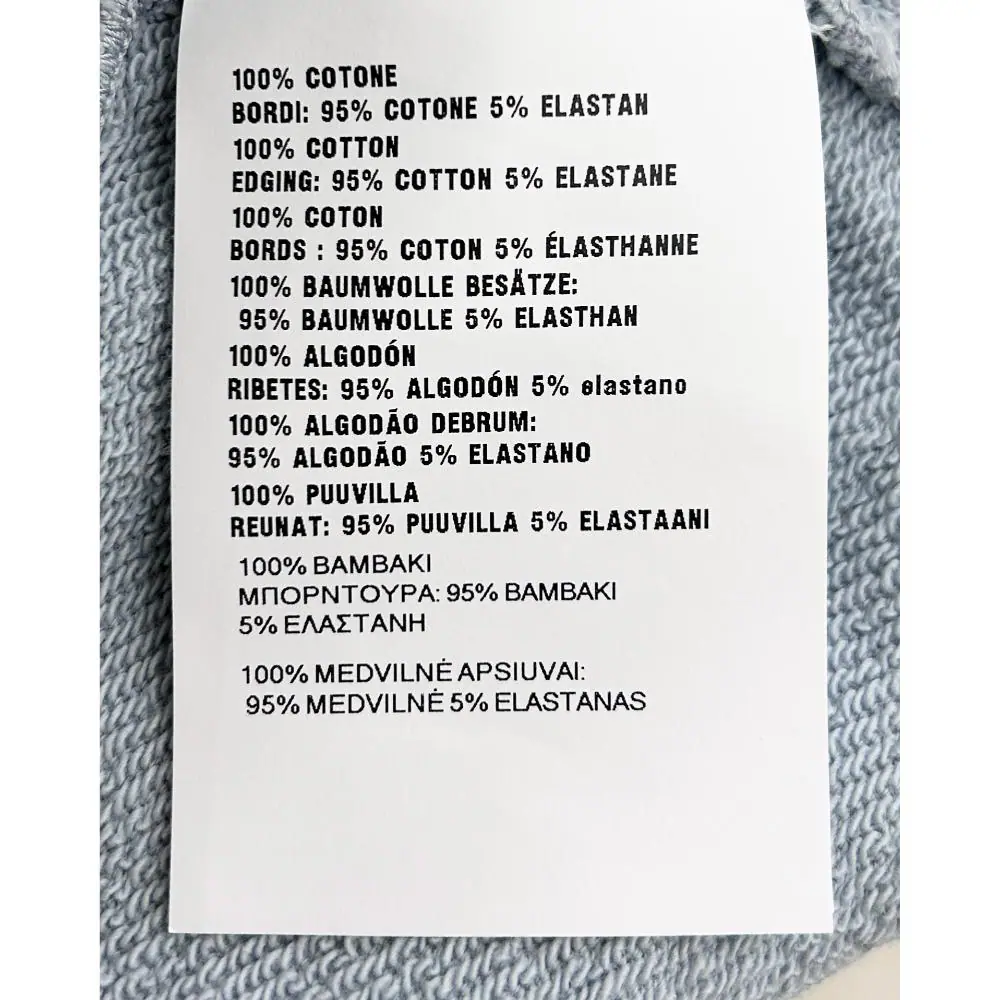 100% COTONE
BORDI: 95% COTONE 5% ELASTAN
100% COTTON
EDGING: 95% COTTON 5% ELASTANE
100% COTON
BORDS : 95% COTON 5% ÉLASTHANNE
100% BAUMWOLLE BESÄTZE:
95% BAUMWOLLE 5% ELASTHAN
100% ALGODÓN
RIBETES: 95% ALGODÓN 5% elastano
100% ALGODÃO DEBRUM:
95% ALGODÃO 5% ELASTANO
100% PUUVILLA
REUNAT: 95% PUUVILLA 5% ELASTAANI
100% ΒΑΜΒΑΚΙ
ΜΠΟΡΝΤΟΥΡΑ: 95% ΒΑΜΒΑΚΙ
5% ΕΛΑΣΤΑΝΗ
100% MEDVILNĖ APSIUVAI:
95% MEDVILNĖ 5% ELASTANAS